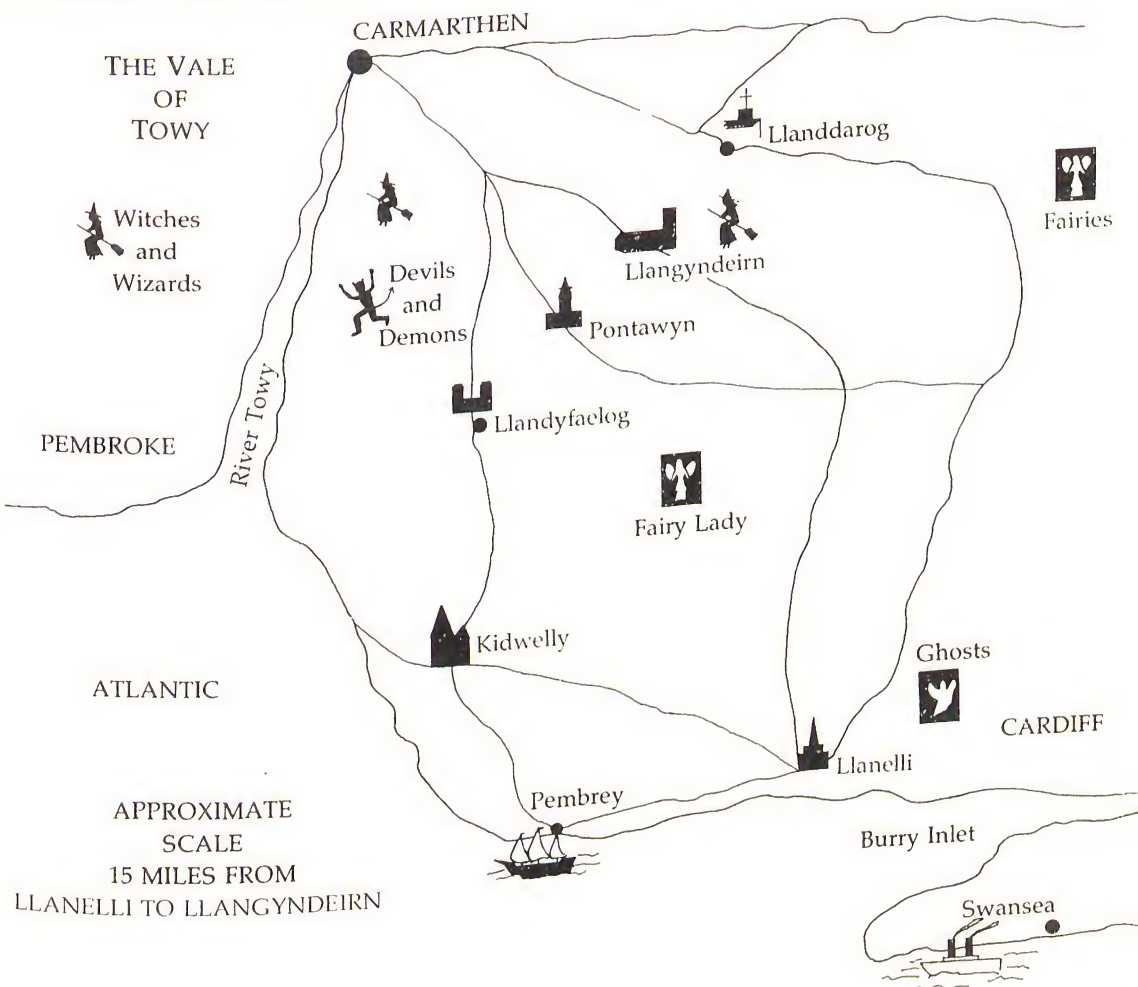 CARMARTHEN
THE VALE
OF
TOWY
Llanddarog
Fairies
Witches
and
Wizards
Llangyndeirn
Devils
and
Demons
Pontawyn
River Towy
Llandyfaelog
PEMBROKE
Fairy Lady
Kidwelly
Ghosts
ATLANTIC
CARDIFF
Llanelli
Pembrey
APPROXIMATE
SCALE
15 MILES FROM
LLANELLI TO LLANGYNDEIRN
Burry Inlet
Swansea